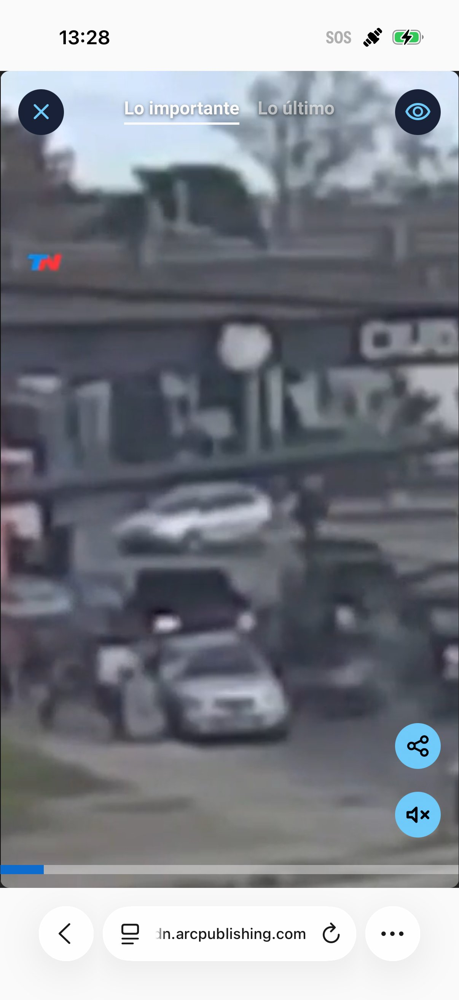 13:28
SOS
Lo importante
Lo último
TN
dn.arcpublishing.com